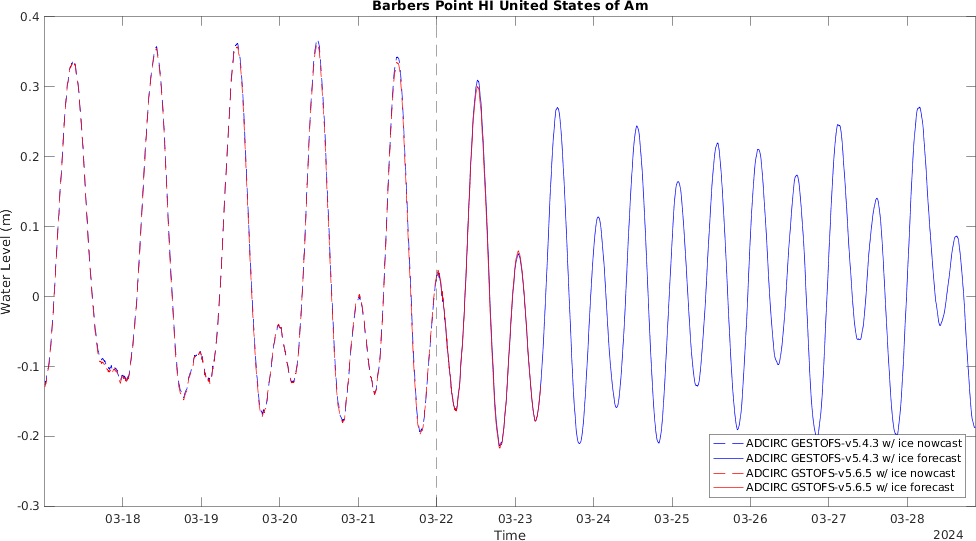 Barbers Point HI United States of Am
0.4
0.3
0.2
0.1
0
-0.1
-0.2
-0.3
Water Level (m)
03-18 03-19 03-20 03-21 03-22 03-23 03-24 03-25 03-26 03-27 03-28
Time
2024
ADCIRC GESTOFS-v5.4.3 w/ ice nowcast
ADCIRC GESTOFS-v5.4.3 w/ ice forecast
ADCIRC GSTOFS-v5.6.5 w/ ice nowcast
ADCIRC GSTOFS-v5.6.5 w/ ice forecast